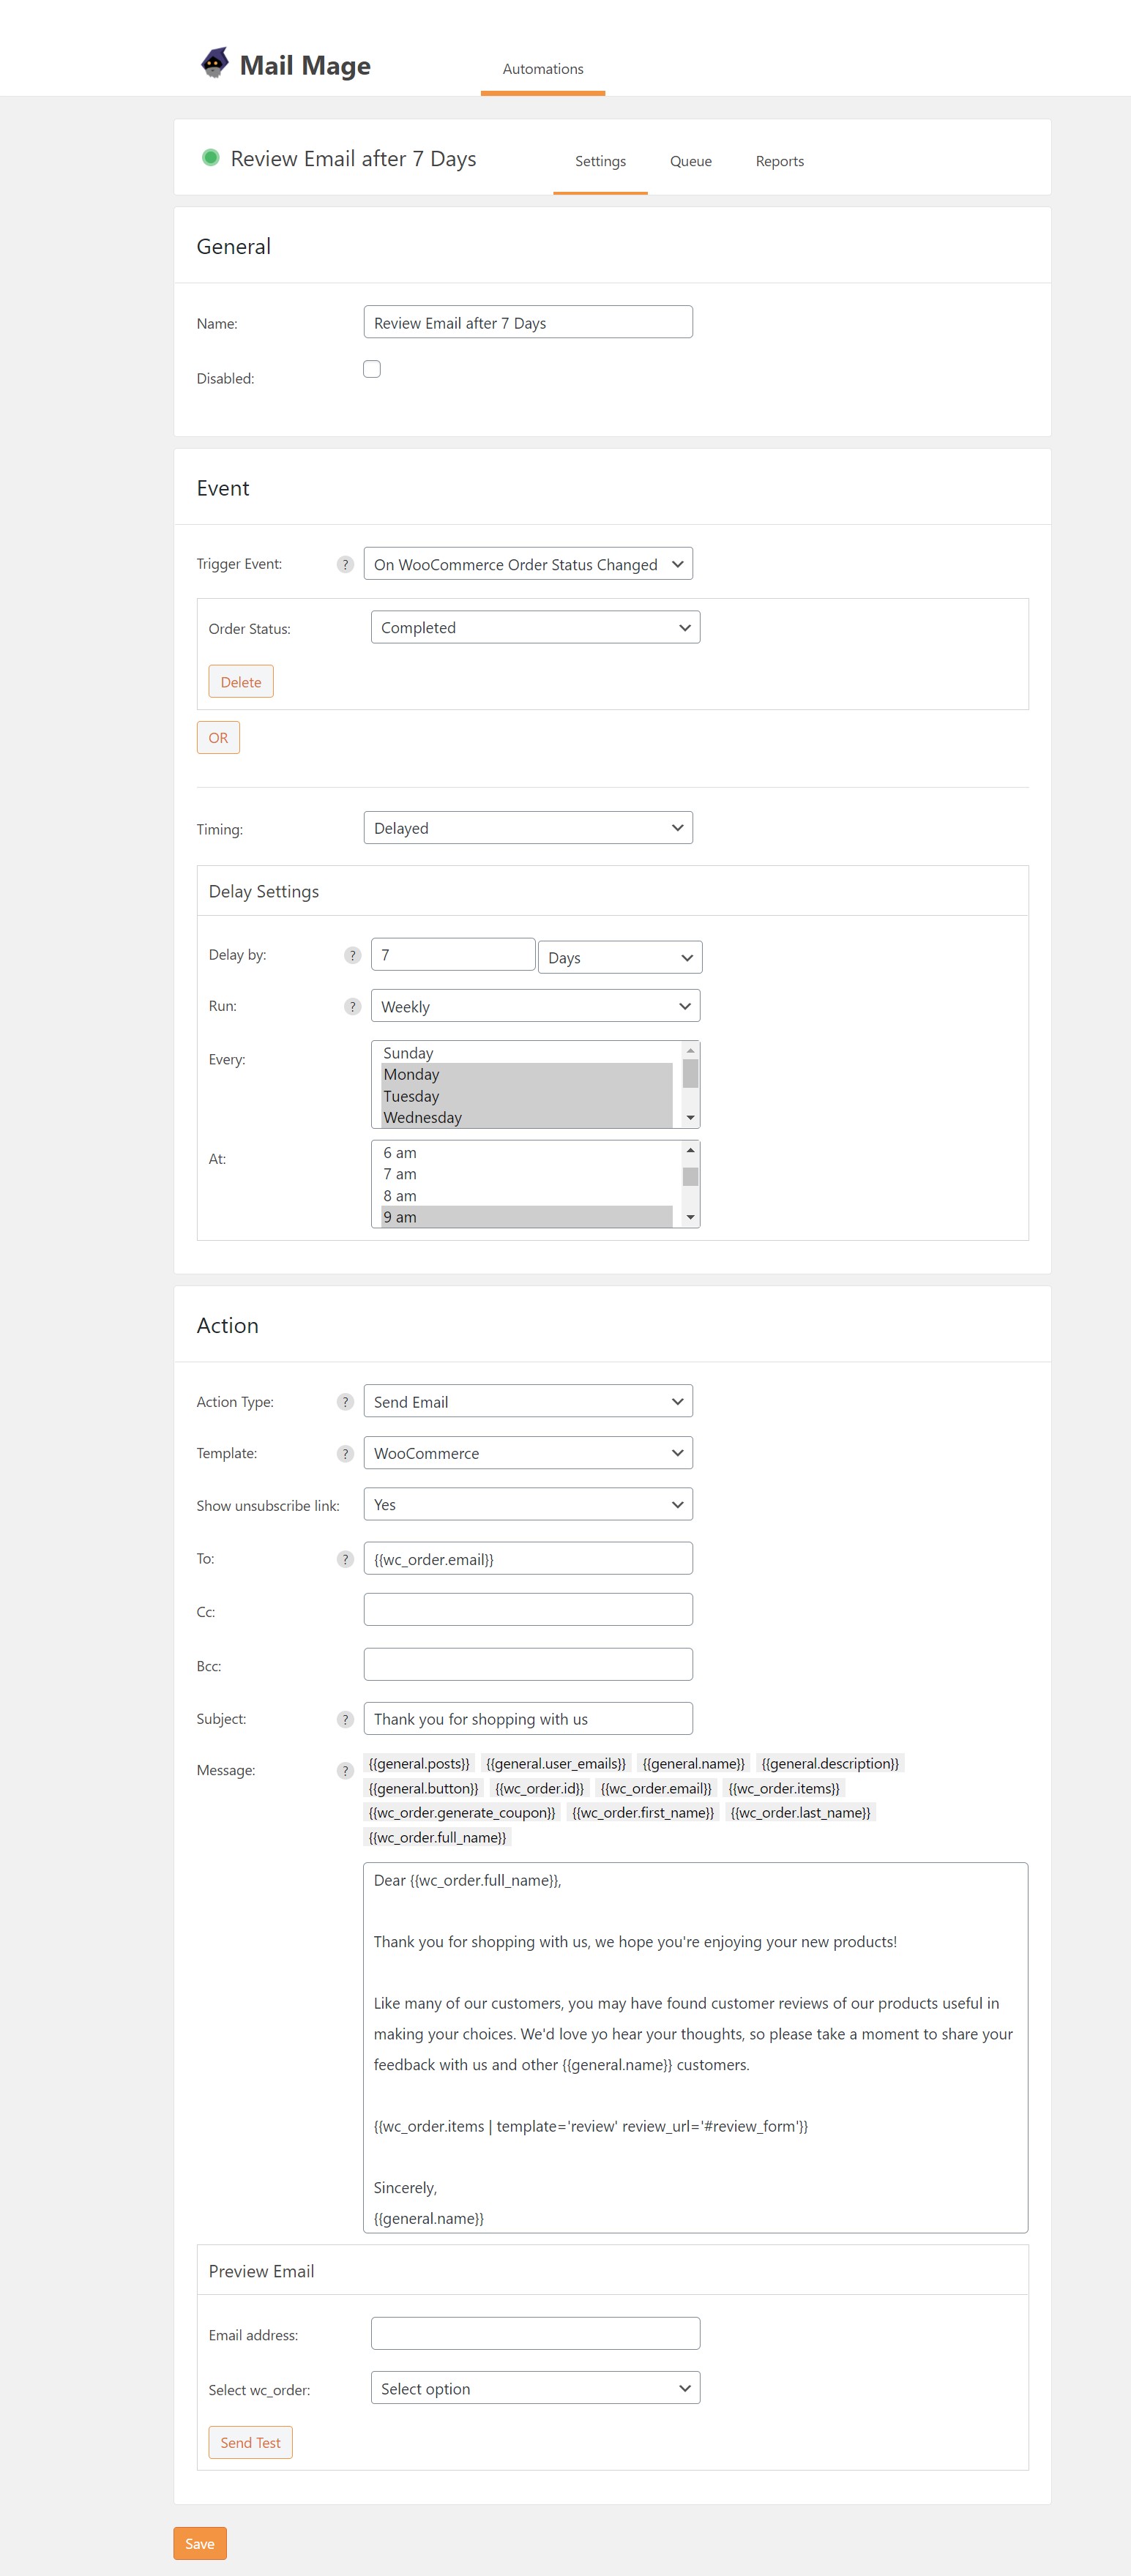 Mail Mage
Automations
Review Email after 7 Days
Settings
Queue
Reports
General
Name:
Review Email after 7 Days
Disabled:
Event
Trigger Event:
?
On WooCommerce Order Status Changed
Order Status:
Completed
Delete
OR
Timing:
Delayed
Delay Settings
Delay by:
?
7
Days
Run:
?
Weekly
Every:
Sunday
Monday
Tuesday
Wednesday
At:
6 am
7 am
8 am
9 am
Action
Action Type:
?
Send Email
Template:
?
WooCommerce
Show unsubscribe link:
Yes
To:
?
{{wc_order.email}}
Cc:
Bcc:
Subject:
?
Thank you for shopping with us
Message:
?
{{general.posts}} {{general.user_emails}} {{general.name}} {{general.description}}
{{general.button}} {{wc_order.id}} {{wc_order.email}} {{wc_order.items}}
{{wc_order.generate_coupon}} {{wc_order.first_name}} {{wc_order.last_name}}
{{wc_order.full_name}}
Dear {{wc_order.full_name}},
Thank you for shopping with us, we hope you're enjoying your new products!
Like many of our customers, you may have found customer reviews of our products useful in
making your choices. We'd love yo hear your thoughts, so please take a moment to share your
feedback with us and other {{general.name}} customers.
{{wc_order.items | template='review' review_url='#review_form'}}
Sincerely,
{{general.name}}
Preview Email
Email address:
Select wc_order:
Select option
Send Test
Save